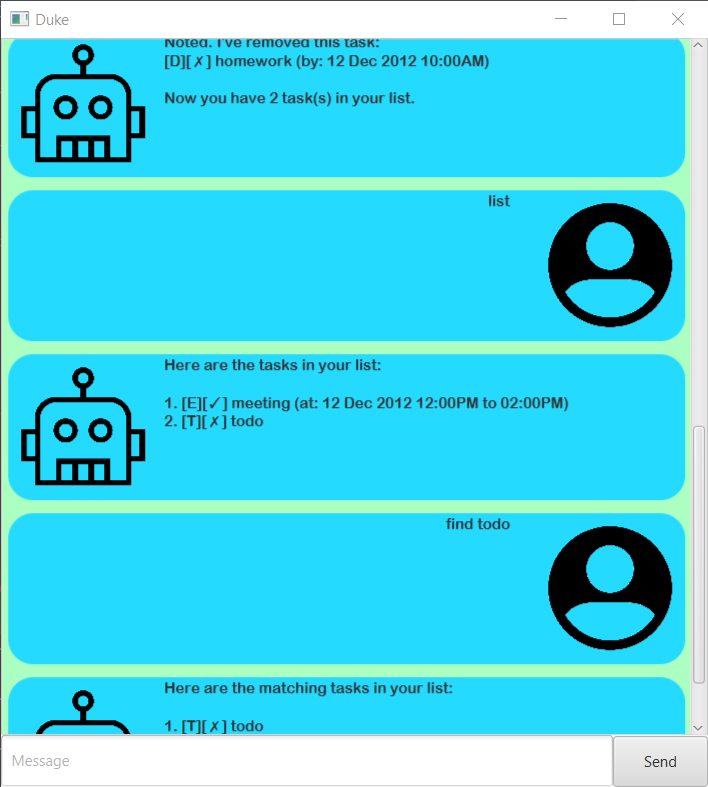 Duke
Noted. I've removed this task:
[D][✗] homework (by: 12 Dec 2012 10:00AM)
Now you have 2 task(s) in your list.
list
Here are the tasks in your list:
1. [E][✓] meeting (at: 12 Dec 2012 12:00PM to 02:00PM)
2. [T][✗] todo
find todo
Here are the matching tasks in your list:
1. [T][✗] todo
Message
Send